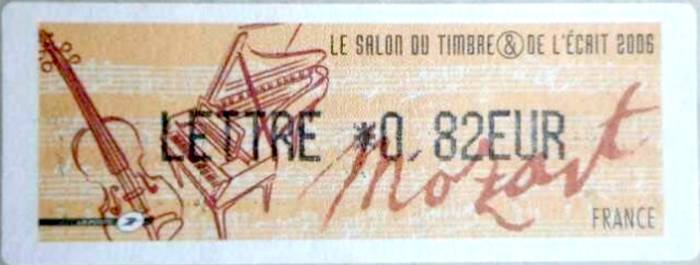 LE SALON DU TIMBRE & DE L'ÉCRIT 2006
LETTRE *0,82EUR
Mozart
FRANCE